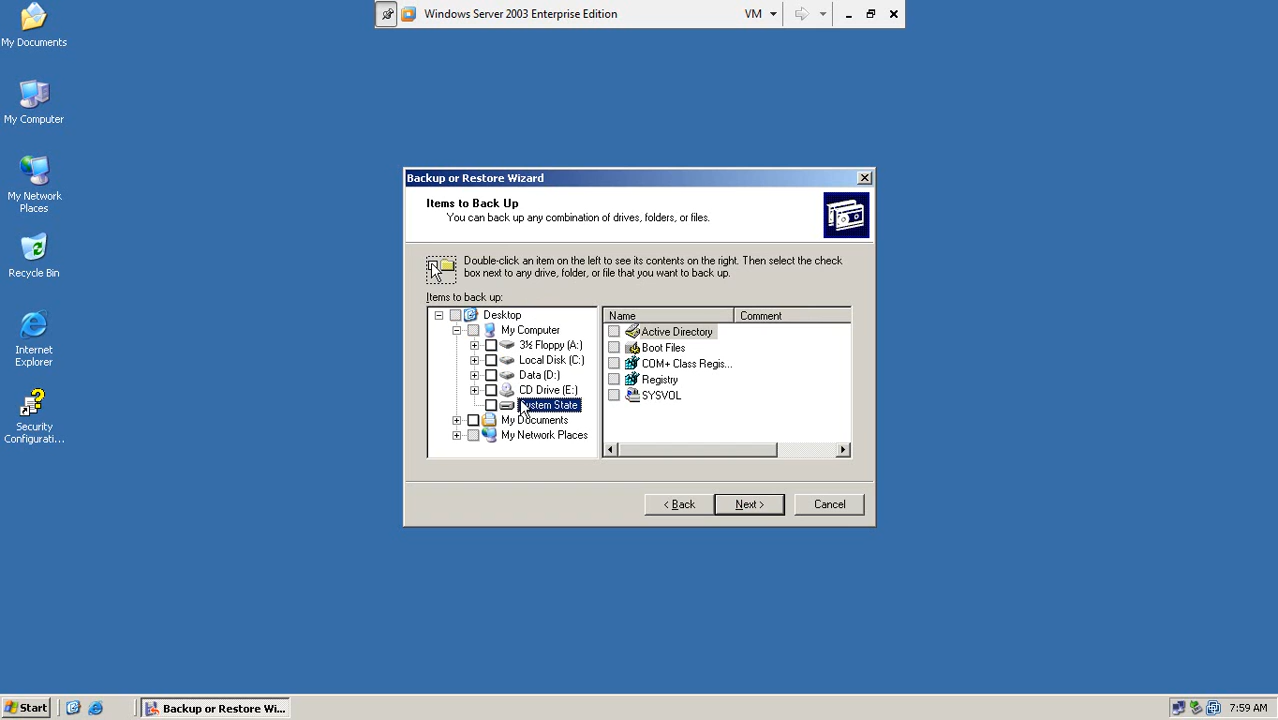 Windows Server 2003 Enterprise Edition
VM
My Documents
My Computer
My Network
Places
Recycle Bin
Internet
Explorer
Security
Configurati...
Backup or Restore Wizard
Items to Back Up
You can back up any combination of drives, folders, or files.
Double-click an item on the left to see its contents on the right. Then select the check
box next to any drive, folder, or file that you want to back up.
Items to back up:
Desktop
My Computer
3½ Floppy (A:)
Local Disk (C:)
Data (D:)
CD Drive (E:)
System State
My Documents
My Network Places
Name
Comment
Active Directory
Boot Files
COM+ Class Regis...
Registry
SYSVOL
< Back
Next >
Cancel
Start
Backup or Restore Wi...
7:59 AM